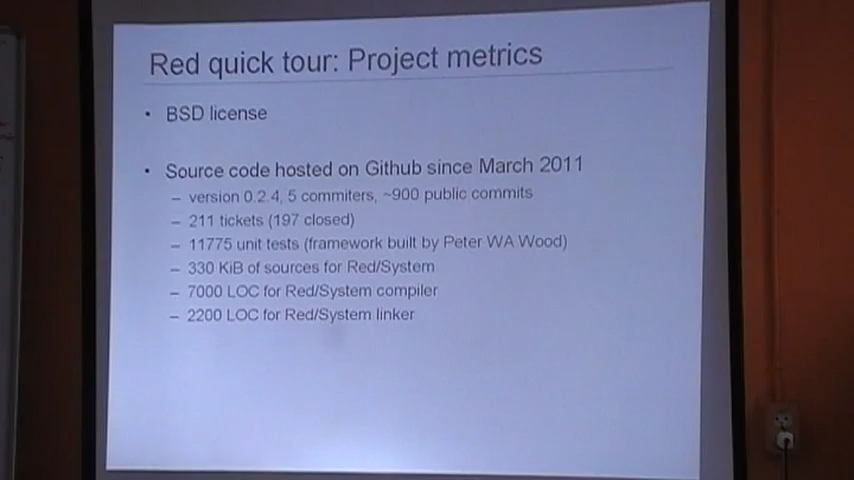 Red quick tour: Project metrics
• BSD license
• Source code hosted on Github since March 2011
– version 0.2.4, 5 commiters, ~900 public commits
– 211 tickets (197 closed)
– 11775 unit tests (framework built by Peter WA Wood)
– 330 KiB of sources for Red/System
– 7000 LOC for Red/System compiler
– 2200 LOC for Red/System linker